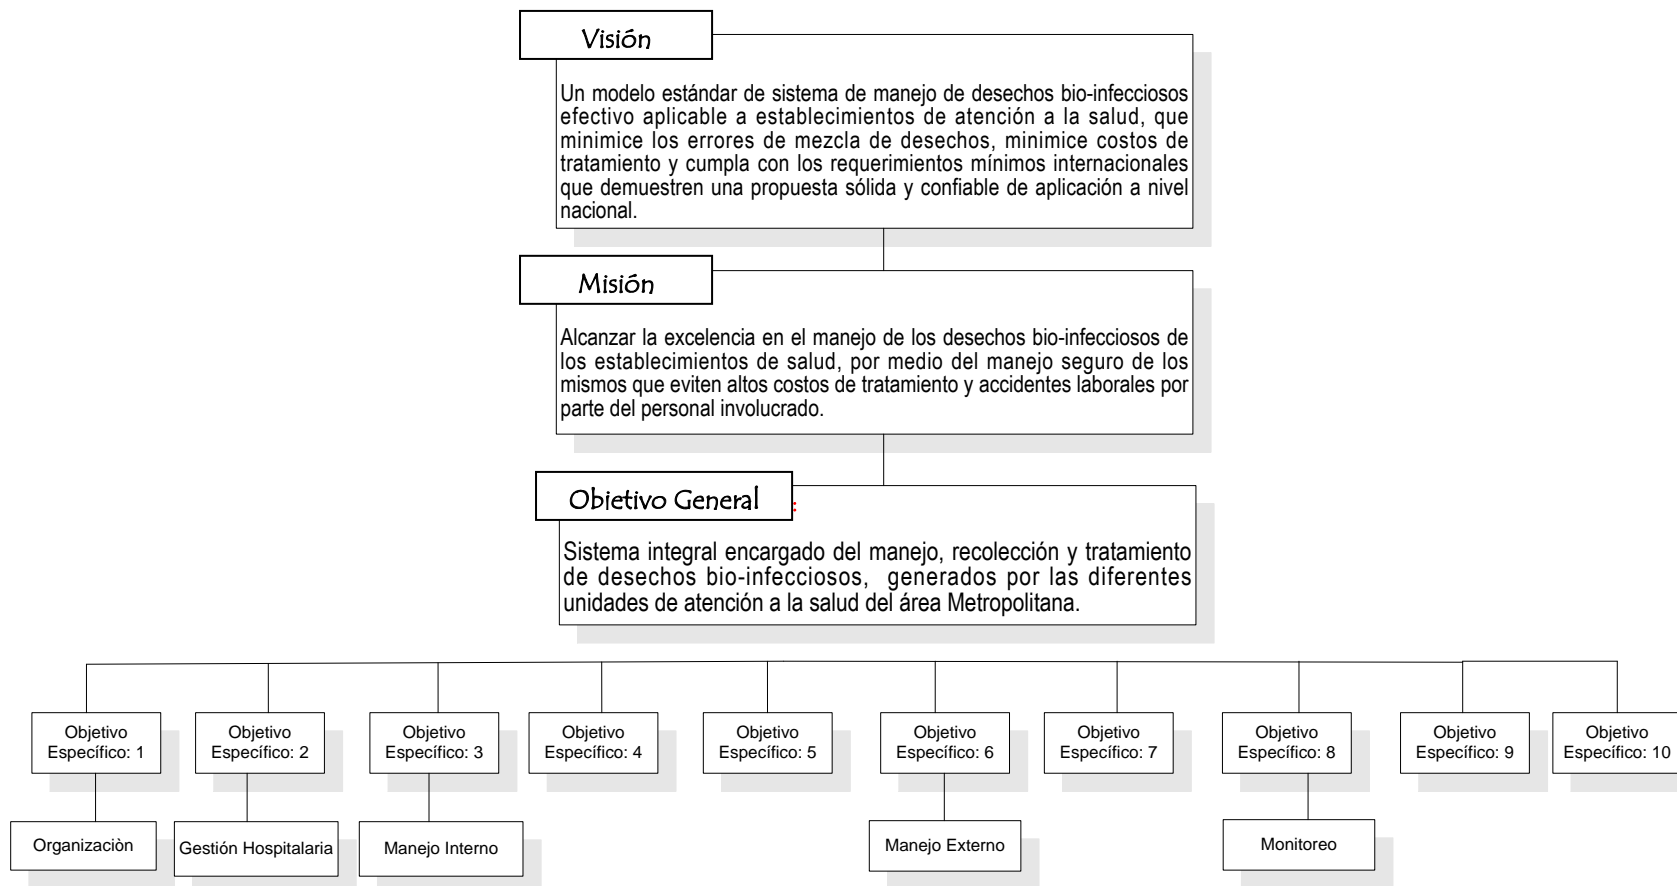 Visión
Un modelo estándar de sistema de manejo de desechos bio-infecciosos
efectivo aplicable a establecimientos de atención a la salud, que
minimice los errores de mezcla de desechos, minimice costos de
tratamiento y cumpla con los requerimientos mínimos internacionales
que demuestren una propuesta sólida y confiable de aplicación a nivel
nacional.
Misión
Alcanzar la excelencia en el manejo de los desechos bio-infecciosos de
los establecimientos de salud, por medio del manejo seguro de los
mismos que eviten altos costos de tratamiento y accidentes laborales por
parte del personal involucrado.
Objetivo General :
Sistema integral encargado del manejo, recolección y tratamiento
de desechos bio-infecciosos, generados por las diferentes
unidades de atención a la salud del área Metropolitana.
Objetivo
Específico: 1
Objetivo
Específico: 2
Objetivo
Específico: 3
Objetivo
Específico: 4
Objetivo
Específico: 5
Objetivo
Específico: 6
Objetivo
Específico: 7
Objetivo
Específico: 8
Objetivo
Específico: 9
Objetivo
Específico: 10
Organizaciòn
Gestión Hospitalaria
Manejo Interno
Manejo Externo
Monitoreo